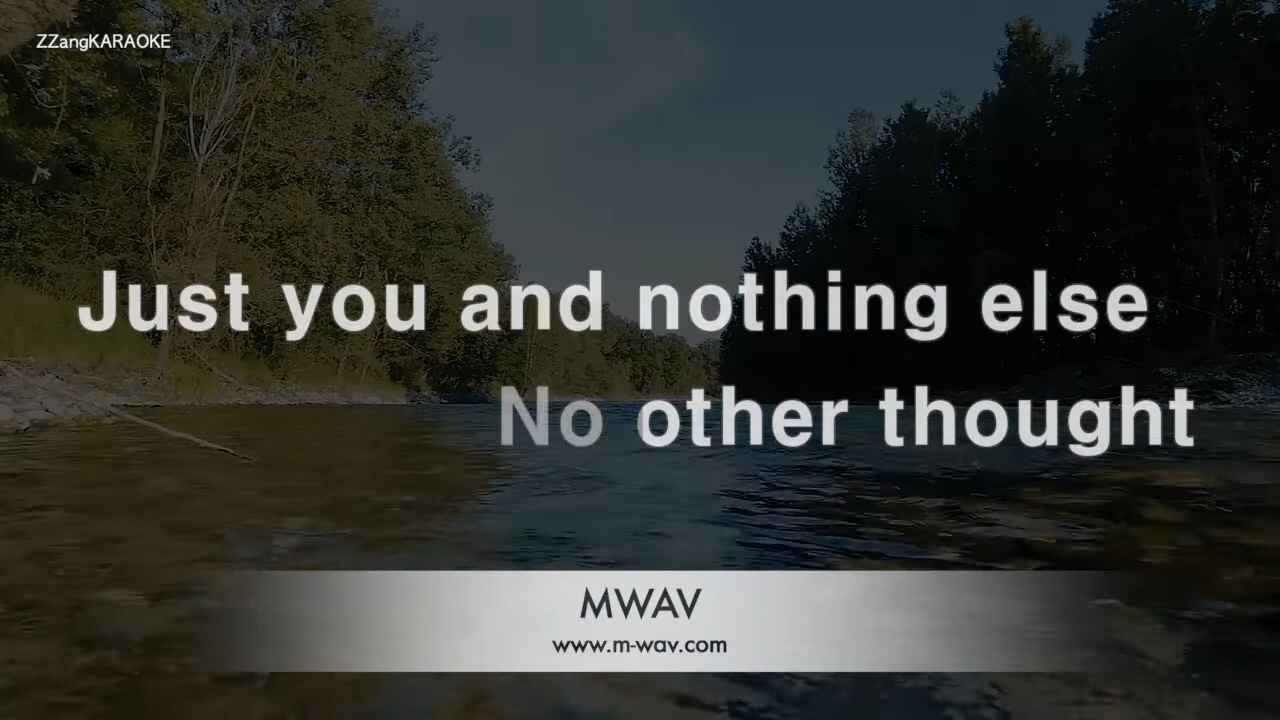 ZZangKARAOKE
Just you and nothing else
No other thought
MWAV
www.m-wav.com